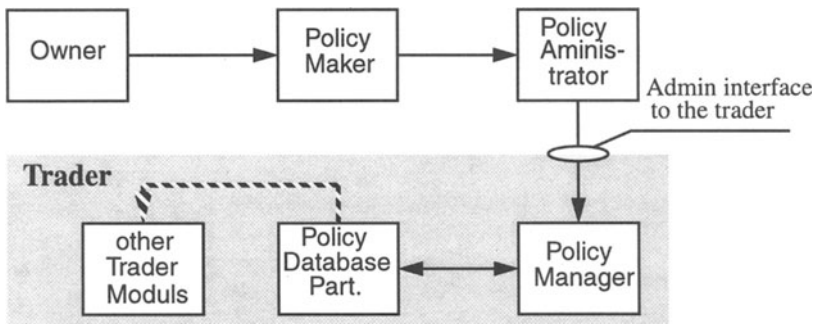 Owner
Policy
Maker
Policy
Aminis-
trator
Admin interface
to the trader
Trader
other
Trader
Moduls
Policy
Database
Part.
Policy
Manager